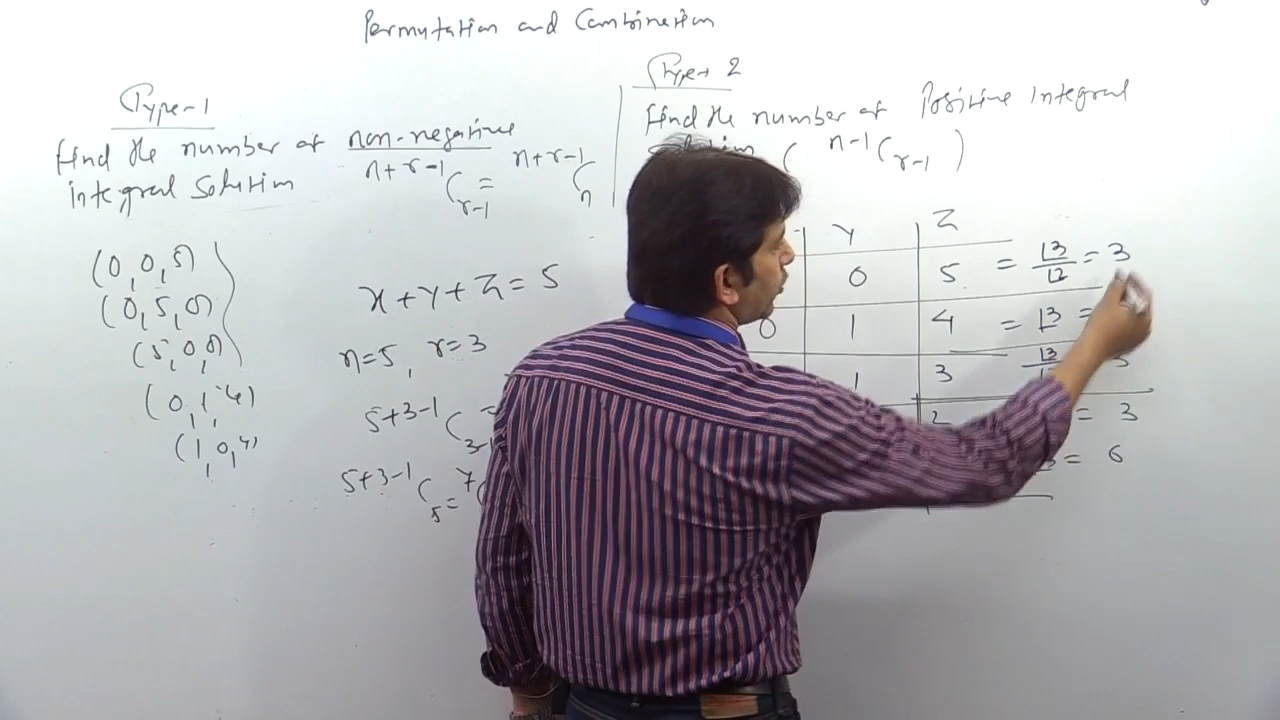 Permutation and Combination
Type-1
find the number of non-negative
integral solution n+r-1 C r-1 = n+r-1 C n
(0,0,5)
(0,5,0)
(5,0,0)
(0,1,4)
(1,0,4)
x+y+z=5
n=5, r=3
5+3-1 C 3-1 =
5+3-1 C 5 = 7
Type-2
find the number of Positive Integral
( n-1 C r-1 )
Y Z
0 5 = 13/12 = 3
0 1 4 = 13 =
1 3 13 3
2 = 3
= 6